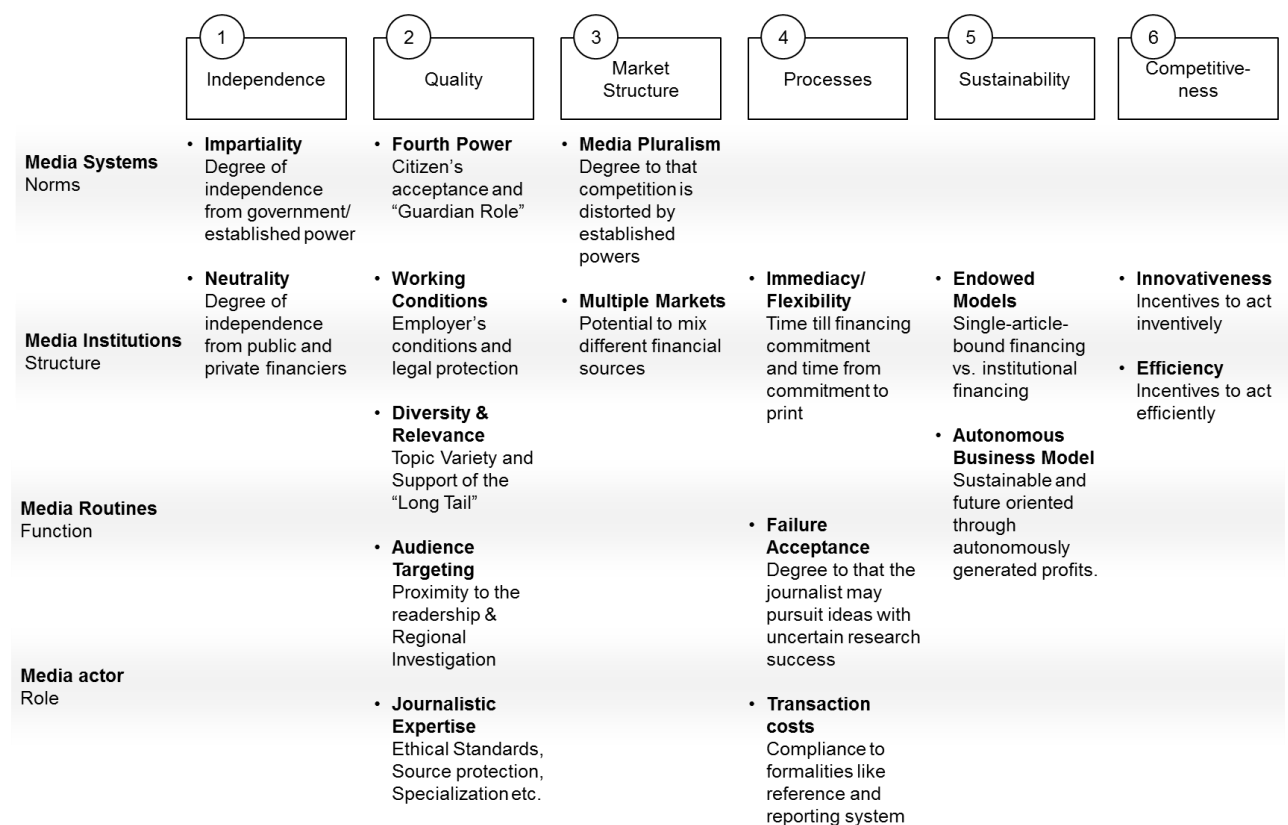 1
Independence
2
Quality
3
Market
Structure
4
Processes
5
Sustainability
6
Competitive-
ness
Media Systems
Norms
• Impartiality
Degree of
independence
from government/
established power
• Fourth Power
Citizen’s
acceptance and
“Guardian Role”
• Media Pluralism
Degree to that
competition is
distorted by
established
powers
Media Institutions
Structure
• Neutrality
Degree of
independence
from public and
private financiers
• Working
Conditions
Employer’s
conditions and
legal protection
• Multiple Markets
Potential to mix
different financial
sources
• Immediacy/
Flexibility
Time till financing
commitment
and time from
commitment to
print
• Endowed
Models
Single-article-
bound financing
vs. institutional
financing
• Innovativeness
Incentives to act
inventively
• Efficiency
Incentives to act
efficiently
Media Routines
Function
• Diversity &
Relevance
Topic Variety and
Support of the
“Long Tail”
• Audience
Targeting
Proximity to the
readership &
Regional
Investigation
• Failure
Acceptance
Degree to that the
journalist may
pursuit ideas with
uncertain research
success
• Autonomous
Business Model
Sustainable and
future oriented
through
autonomously
generated profits.
Media actor
Role
• Journalistic
Expertise
Ethical Standards,
Source protection,
Specialization etc.
• Transaction
costs
Compliance to
formalities like
reference and
reporting system